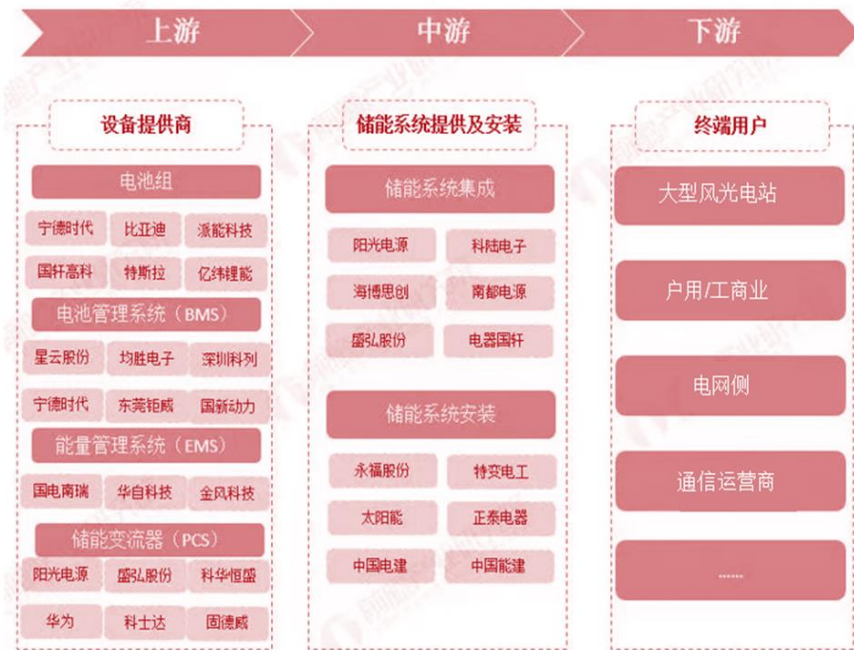 上游 中游 下游
设备提供商
电池组
宁德时代 比亚迪 派能科技
国轩高科 特斯拉 亿纬锂能
电池管理系统（BMS）
星云股份 均胜电子 深圳科列
宁德时代 东莞钜威 国新动力
能量管理系统（EMS）
国电南瑞 华自科技 金风科技
储能变流器（PCS）
阳光电源 盛弘股份 科华恒盛
华为 科士达 固德威
储能系统提供及安装
储能系统集成
阳光电源 科陆电子
海博思创 南都电源
盛弘股份 电器国轩
储能系统安装
永福股份 特变电工
太阳能 正泰电器
中国电建 中国能建
终端用户
大型风光电站
户用/工商业
电网侧
通信运营商
......